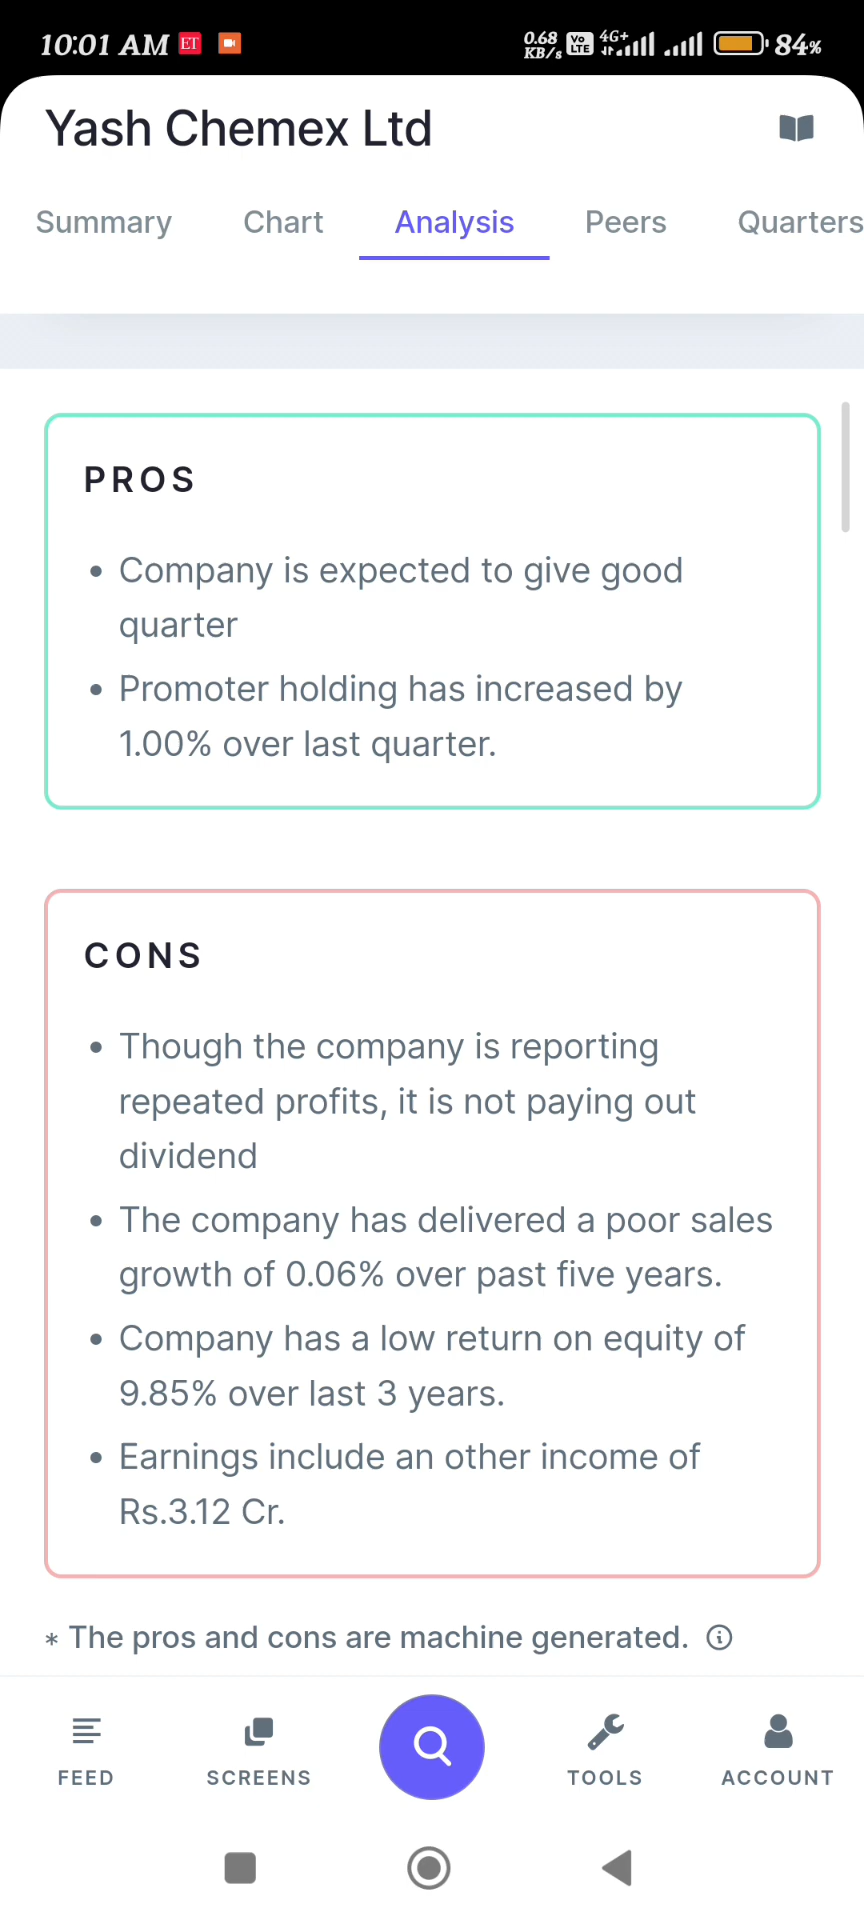 10:01 AM ET 0.68 KB/s Vo LTE 4G+ 84%
Yash Chemex Ltd
Summary Chart Analysis Peers Quarters
PROS
• Company is expected to give good
quarter
• Promoter holding has increased by
1.00% over last quarter.
CONS
• Though the company is reporting
repeated profits, it is not paying out
dividend
• The company has delivered a poor sales
growth of 0.06% over past five years.
• Company has a low return on equity of
9.85% over last 3 years.
• Earnings include an other income of
Rs.3.12 Cr.
* The pros and cons are machine generated.
FEED SCREENS TOOLS ACCOUNT